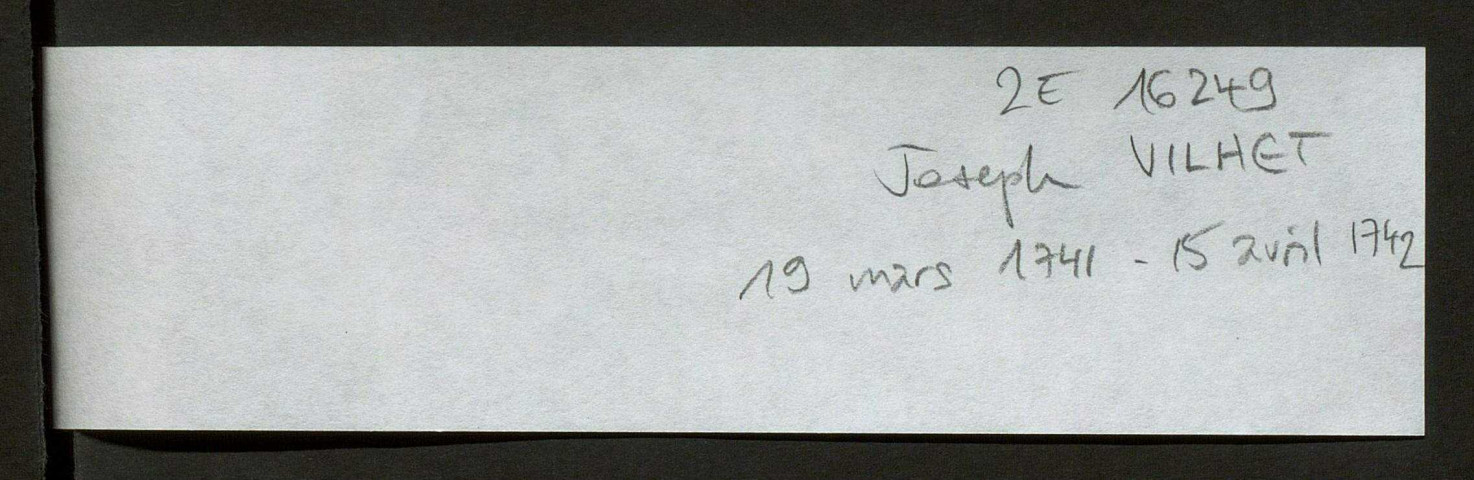 2E 16249
Joseph VILHET
19 mars 1741 - 15 avril 1742